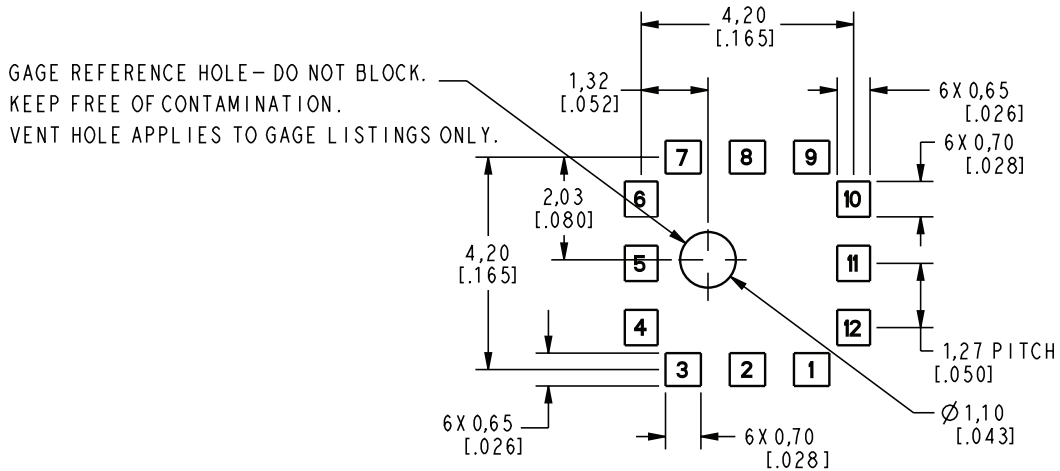 4,20
[.165]
GAGE REFERENCE HOLE- DO NOT BLOCK.
KEEP FREE OF CONTAMINATION.
VENT HOLE APPLIES TO GAGE LISTINGS ONLY.
1,32
[.052]
6X 0,65
[.026]
6X 0,70
[.028]
7
8
9
6
10
2,03
[.080]
4,20
[.165]
5
11
4
12
1,27 PITCH
[.050]
3
2
1
Ø1,10
[.043]
6X 0,65
[.026]
6X 0,70
[.028]